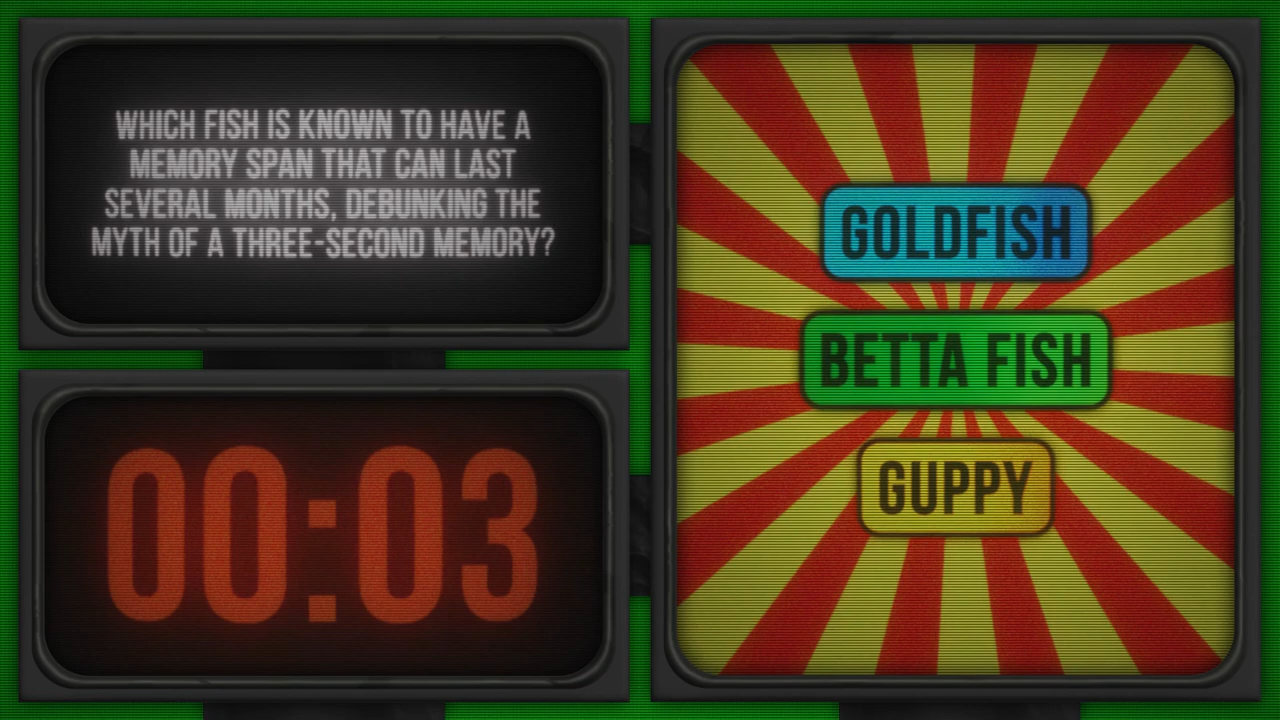 WHICH FISH IS KNOWN TO HAVE A
MEMORY SPAN THAT CAN LAST
SEVERAL MONTHS, DEBUNKING THE
MYTH OF A THREE-SECOND MEMORY?
00:03
GOLDFISH
BETTA FISH
GUPPY